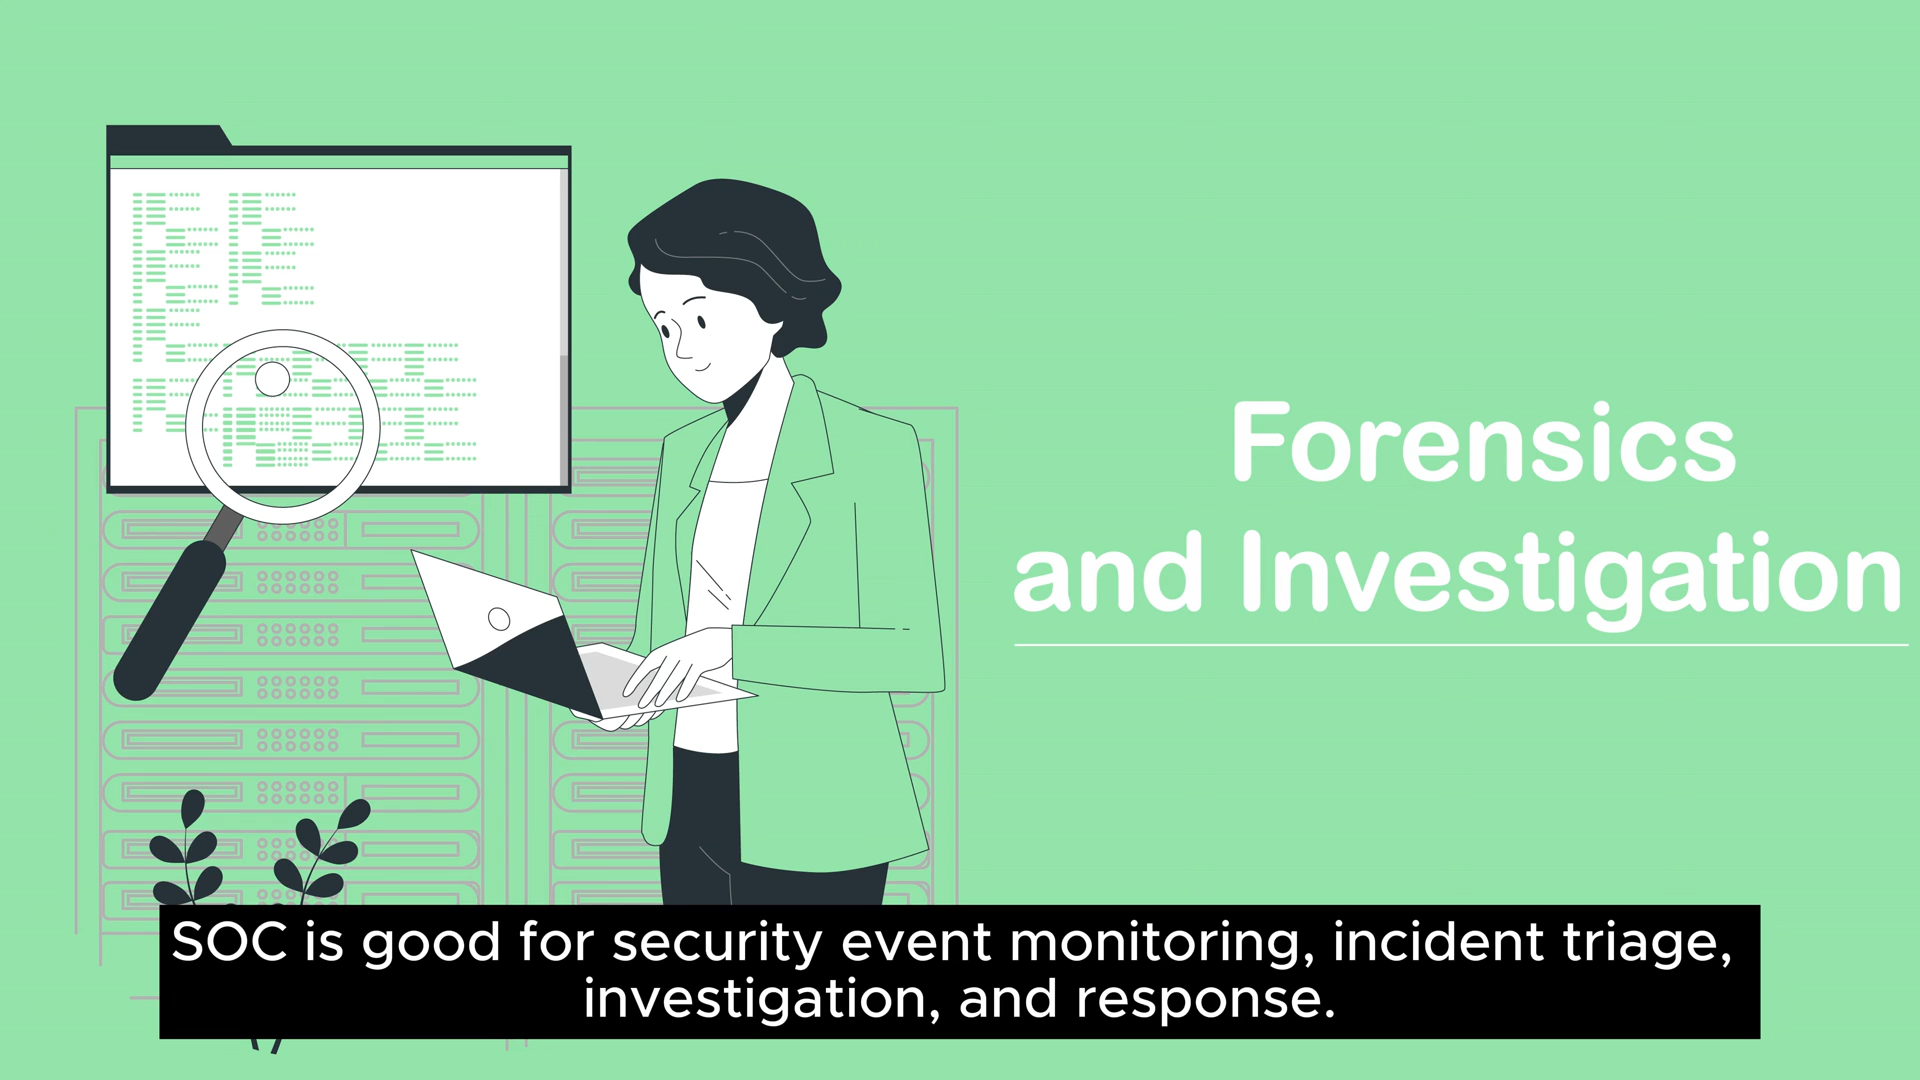 Forensics
and Investigation
SOC is good for security event monitoring, incident triage,
investigation, and response.